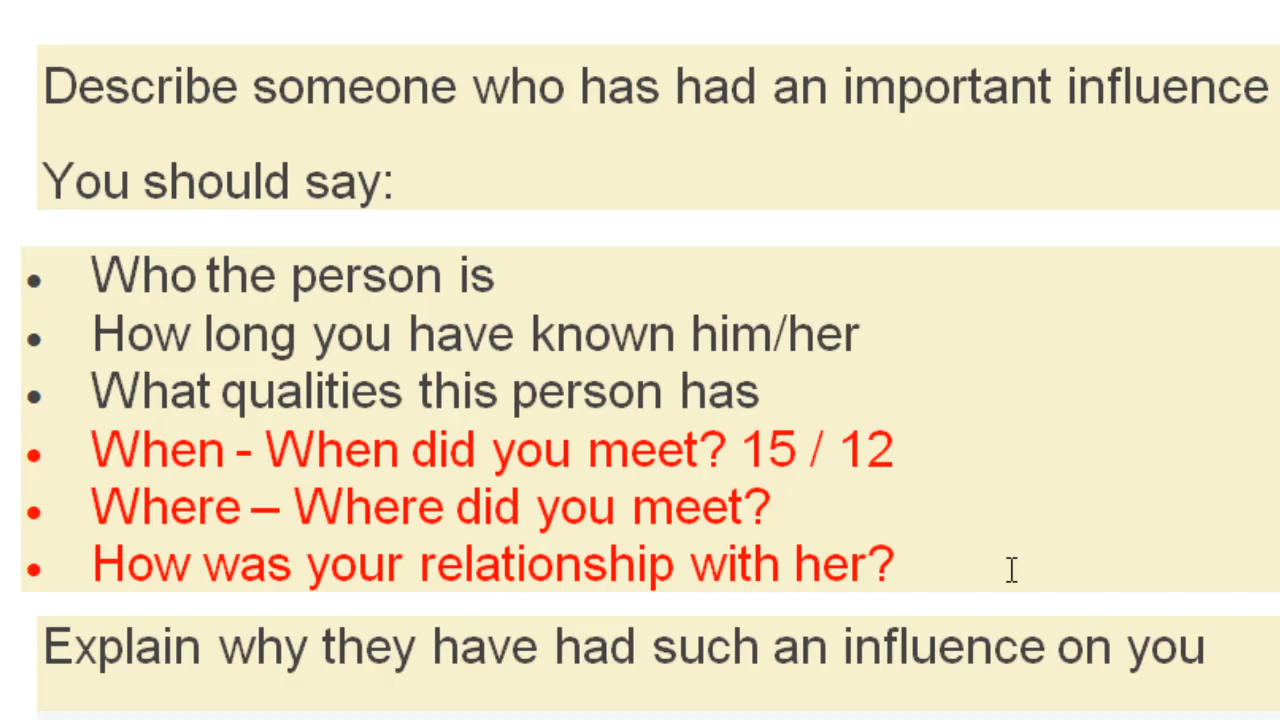 Describe someone who has had an important influence
You should say:
• Who the person is
• How long you have known him/her
• What qualities this person has
• When - When did you meet? 15 / 12
• Where – Where did you meet?
• How was your relationship with her?
Explain why they have had such an influence on you